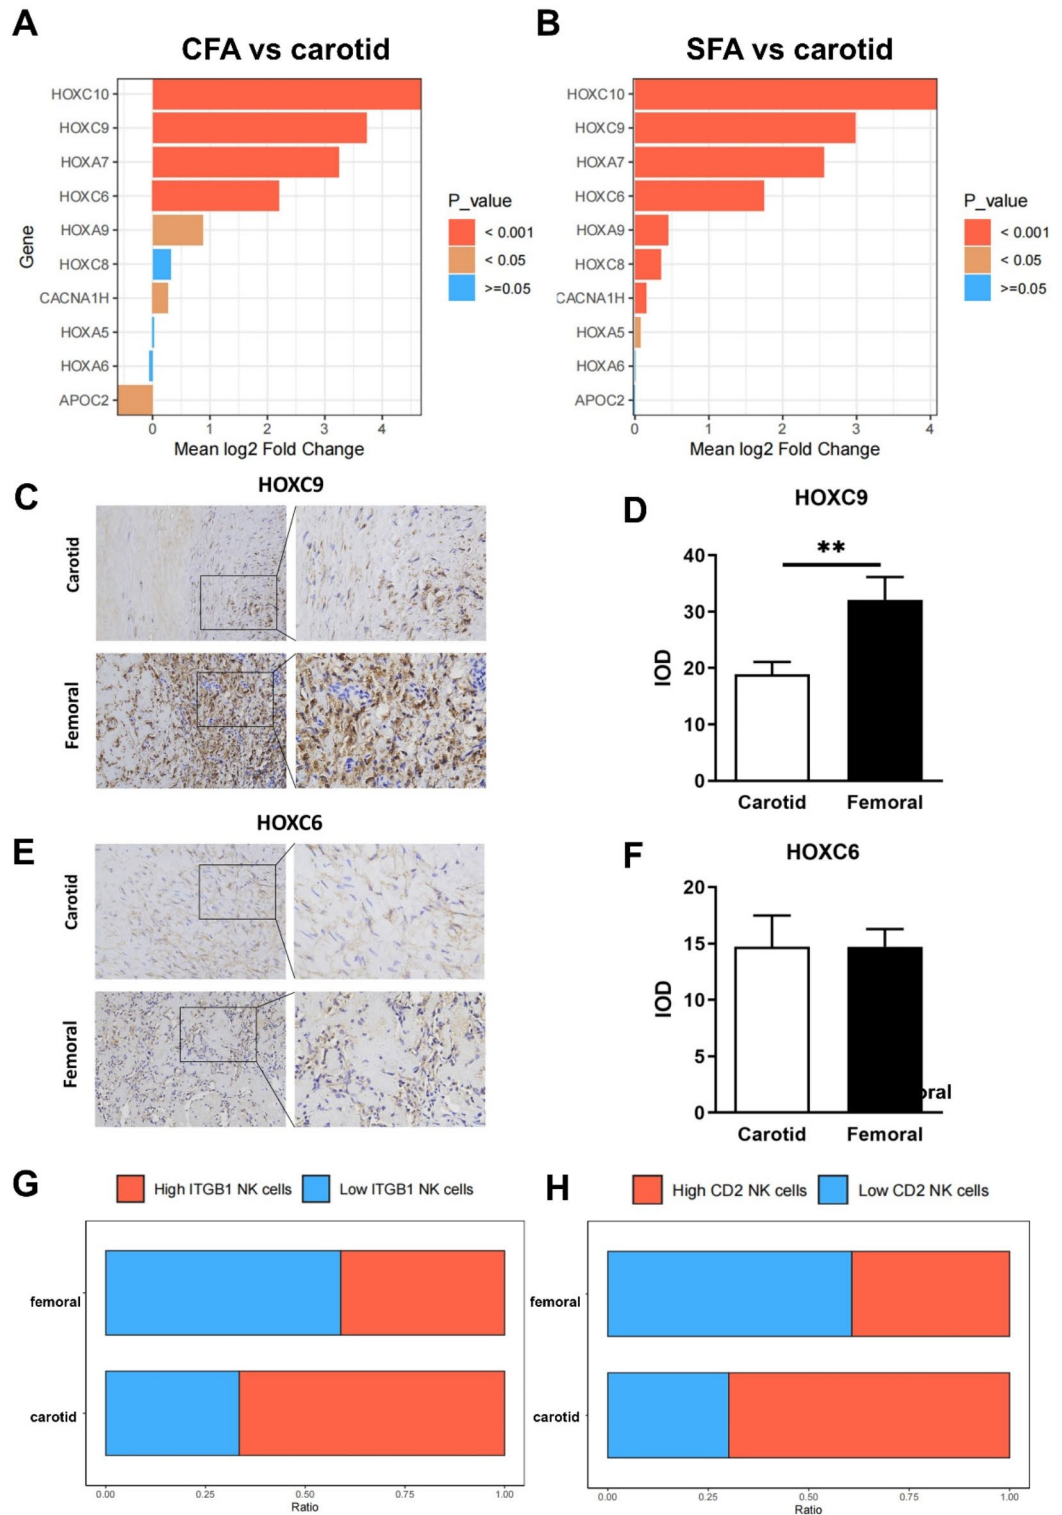 A
CFA vs carotid
HOXC10
HOXC9
HOXA7
HOXC6
HOXA9
HOXC8
CACNA1H
HOXA5
HOXA6
APOC2
Gene
0 1 2 3 4
Mean log2 Fold Change
P_value
< 0.001
< 0.05
>=0.05
B
SFA vs carotid
HOXC10
HOXC9
HOXA7
HOXC6
HOXA9
HOXC8
CACNA1H
HOXA5
HOXA6
APOC2
0 1 2 3 4
Mean log2 Fold Change
P_value
< 0.001
< 0.05
>=0.05
C
HOXC9
Carotid
Femoral
D
HOXC9
**
40
30
20
10
0
IOD
Carotid Femoral
E
HOXC6
Carotid
Femoral
F
HOXC6
20
15
10
5
0
IOD
oral
Carotid Femoral
G
High ITGB1 NK cells Low ITGB1 NK cells
femoral
carotid
0.00 0.25 0.50 0.75 1.00
Ratio
H
High CD2 NK cells Low CD2 NK cells
femoral
carotid
0.00 0.25 0.50 0.75 1.00
Ratio